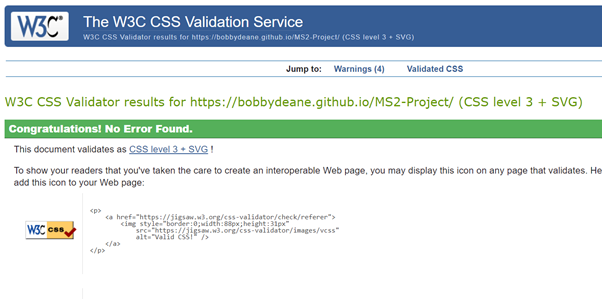 W3C®
The W3C CSS Validation Service
W3C CSS Validator results for https://bobbydeane.github.io/MS2-Project/ (CSS level 3 + SVG)
Jump to: Warnings (4) Validated CSS
W3C CSS Validator results for https://bobbydeane.github.io/MS2-Project/ (CSS level 3 + SVG)
Congratulations! No Error Found.
This document validates as CSS level 3 + SVG !
To show your readers that you've taken the care to create an interoperable Web page, you may display this icon on any page that validates. He
add this icon to your Web page:
<p>
<a href="https://jigsaw.w3.org/css-validator/check/referer">
<img style="border:0;width:88px;height:31px"
src="https://jigsaw.w3.org/css-validator/images/vcss"
alt="Valid CSS!" />
</a>
</p>
W3C CSS